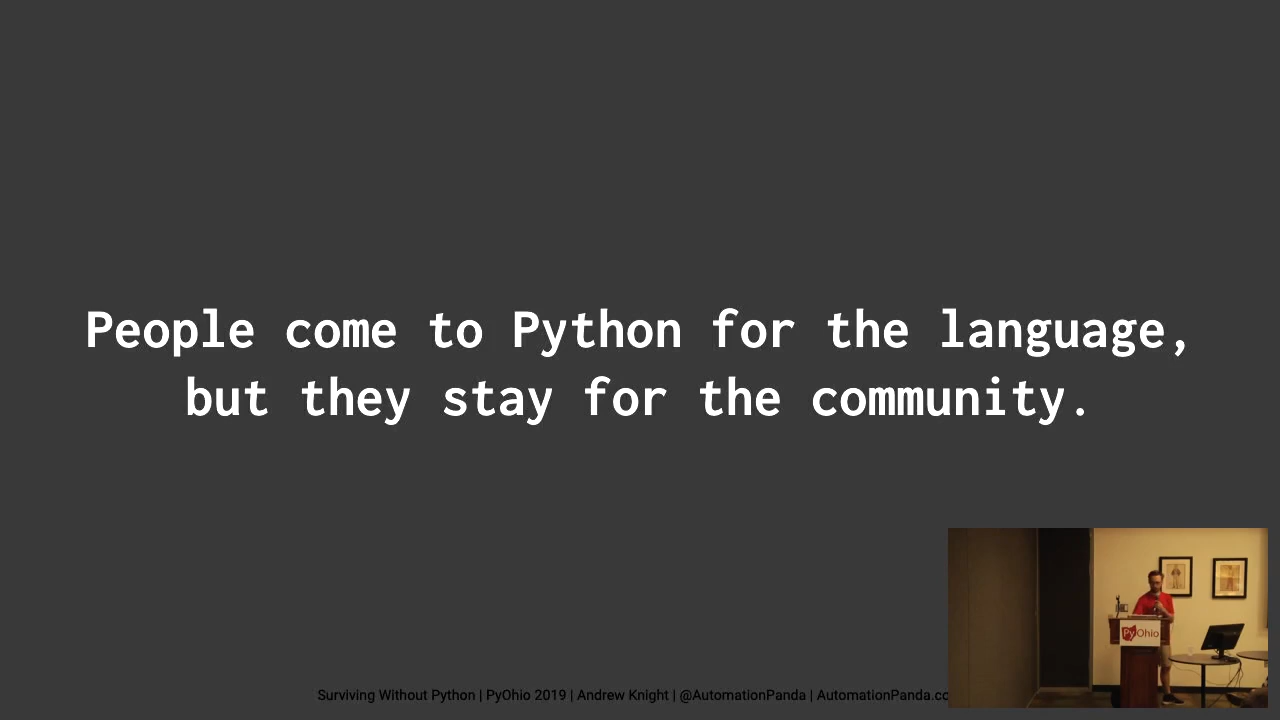 People come to Python for the language,
but they stay for the community.
PyOhio
Surviving Without Python | PyOhio 2019 | Andrew Knight | @AutomationPanda | AutomationPanda.co